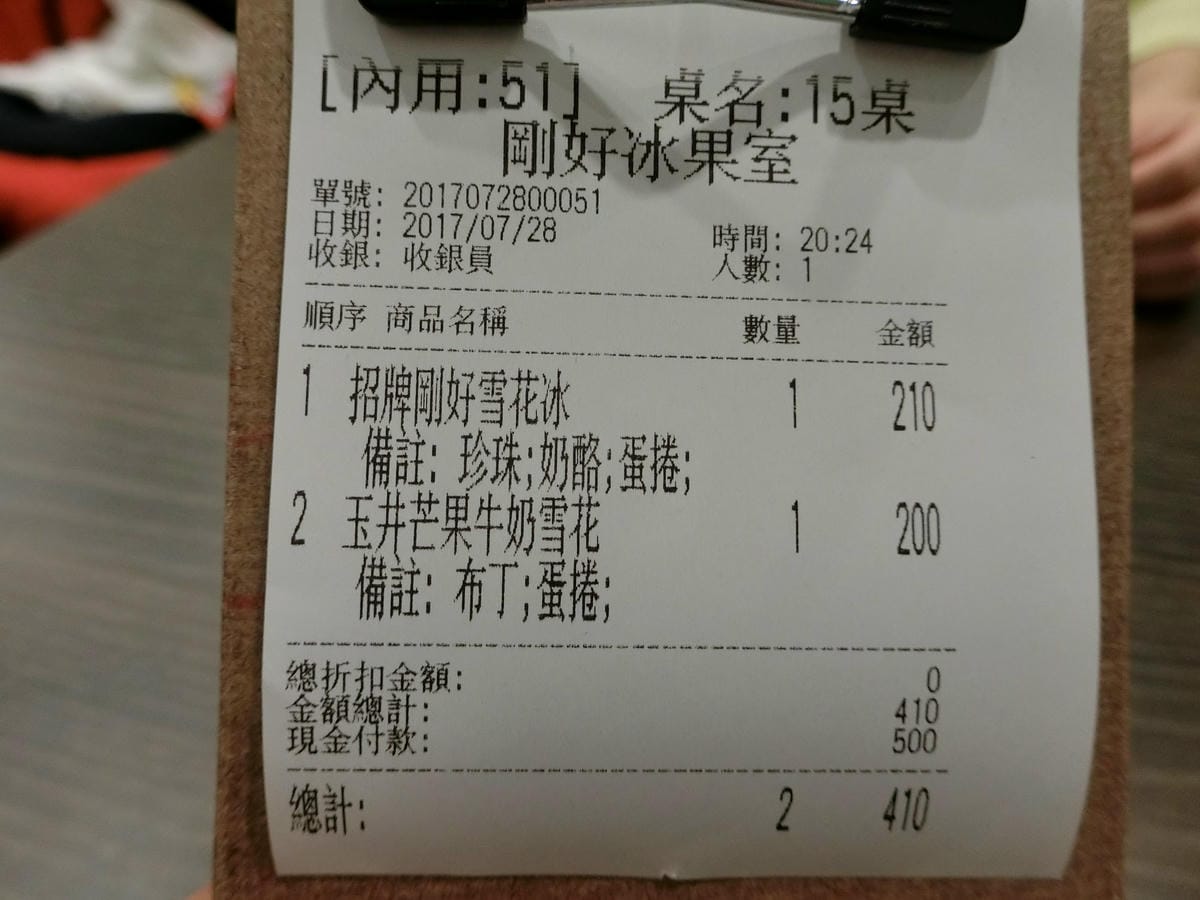 [內用:51] 桌名:15桌
剛好冰果室
單號: 2017072800051
日期: 2017/07/28 時間: 20:24
收銀: 收銀員 人數: 1
順序 商品名稱 數量 金額
1 招牌剛好雪花冰 1 210
備註: 珍珠;奶酪;蛋捲;
2 玉井芒果牛奶雪花 1 200
備註: 布丁;蛋捲;
總折扣金額: 0
金額總計: 410
現金付款: 500
總計: 2 410